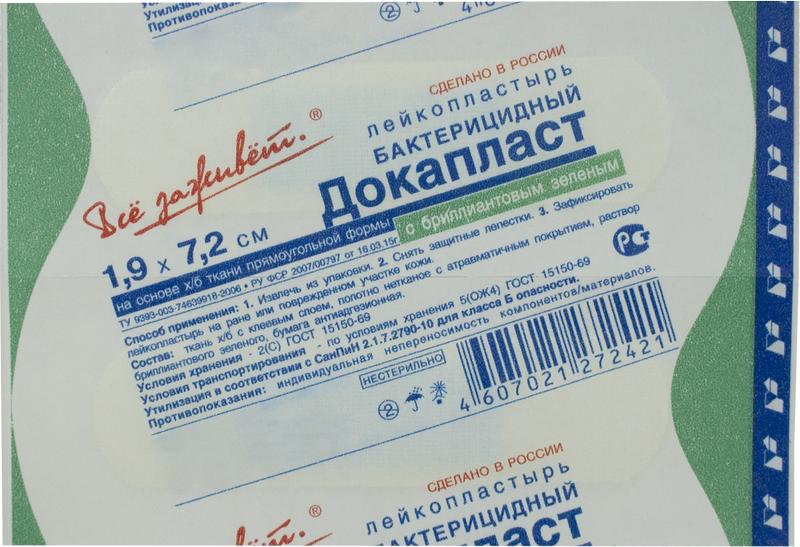 Утилизац
Противопоказа
СДЕЛАНО В РОССИИ
лейкопластырь
БАКТЕРИЦИДНЫЙ
Всё заживёт.®
Докапласт
1,9 х 7,2 см
с бриллиантовым зеленым
на основе х/б ткани прямоугольной формы
ТУ 9393-003-74639918-2006 • РУ ФСР 2007/00797 от 16.03.15г.
Способ применения: 1. Извлечь из упаковки. 2. Снять защитные лепестки. 3. Зафиксировать
лейкопластырь на ране или поврежденном участке кожи.
РСТ
Состав: ткань х/б с клеевым слоем, полотно нетканое с атравматичным покрытием, раствор
бриллиантового зеленого, бумага антиадгезионная.
Условия хранения - 2(С) ГОСТ 15150-69
Условия транспортирования - по условиям хранения 5(ОЖ4) ГОСТ 15150-69
Утилизация в соответствии с СанПиН 2.1.7.2790-10 для класса Б опасности.
Противопоказания: индивидуальная непереносимость компонентов/материалов.
НЕСТЕРИЛЬНО
2
4 607021 272421
СДЕЛАНО В РОССИИ
лейкопластырь
БАКТЕРИЦИДНЫЙ
®